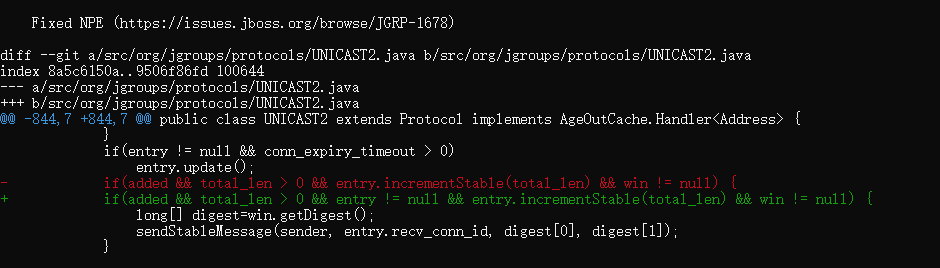 Fixed NPE (https://issues.jboss.org/browse/JGRP-1678)
diff --git a/src/org/jgroups/protocols/UNICAST2.java b/src/org/jgroups/protocols/UNICAST2.java
index 8a5c6150a..9506f86fd 100644
--- a/src/org/jgroups/protocols/UNICAST2.java
+++ b/src/org/jgroups/protocols/UNICAST2.java
@@ -844,7 +844,7 @@ public class UNICAST2 extends Protocol implements AgeOutCache.Handler<Address> {
             }
             if(entry != null && conn_expiry_timeout > 0)
                 entry.update();
-            if(added && total_len > 0 && entry.incrementStable(total_len) && win != null) {
+            if(added && total_len > 0 && entry != null && entry.incrementStable(total_len) && win != null) {
                 long[] digest=win.getDigest();
                 sendStableMessage(sender, entry.recv_conn_id, digest[0], digest[1]);
             }